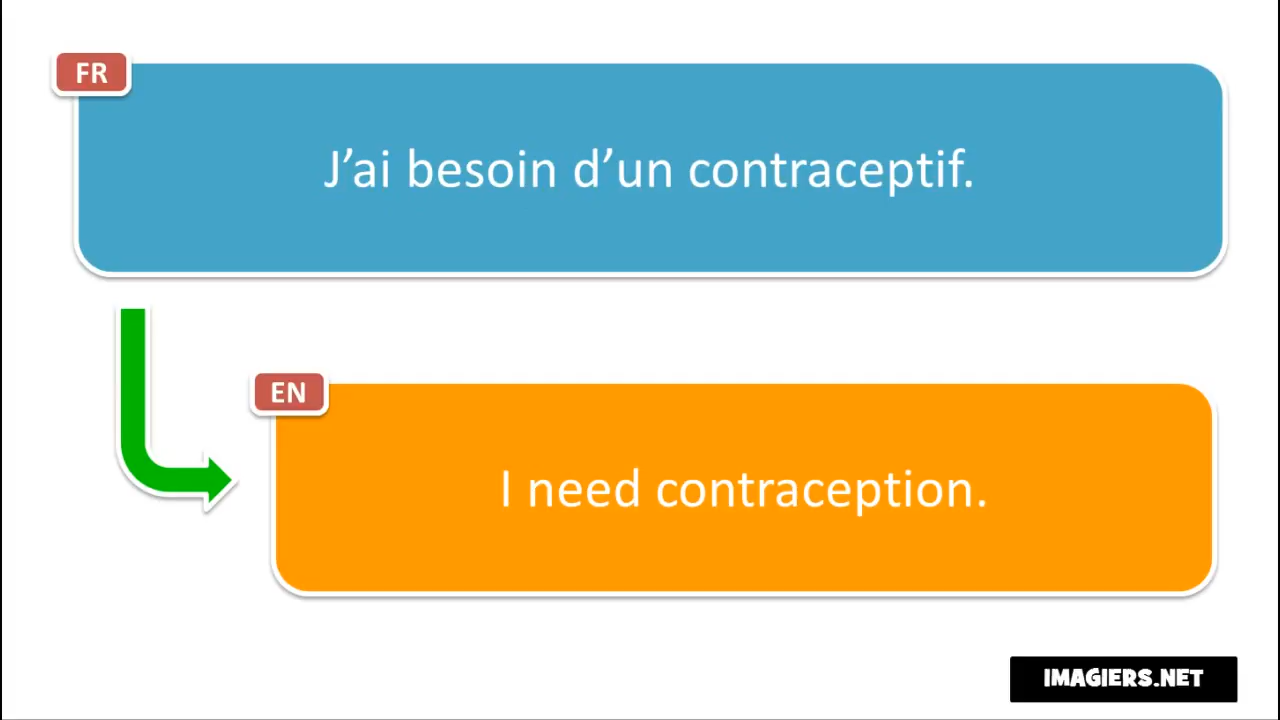 FR
J’ai besoin d’un contraceptif.
EN
I need contraception.
IMAGIERS.NET